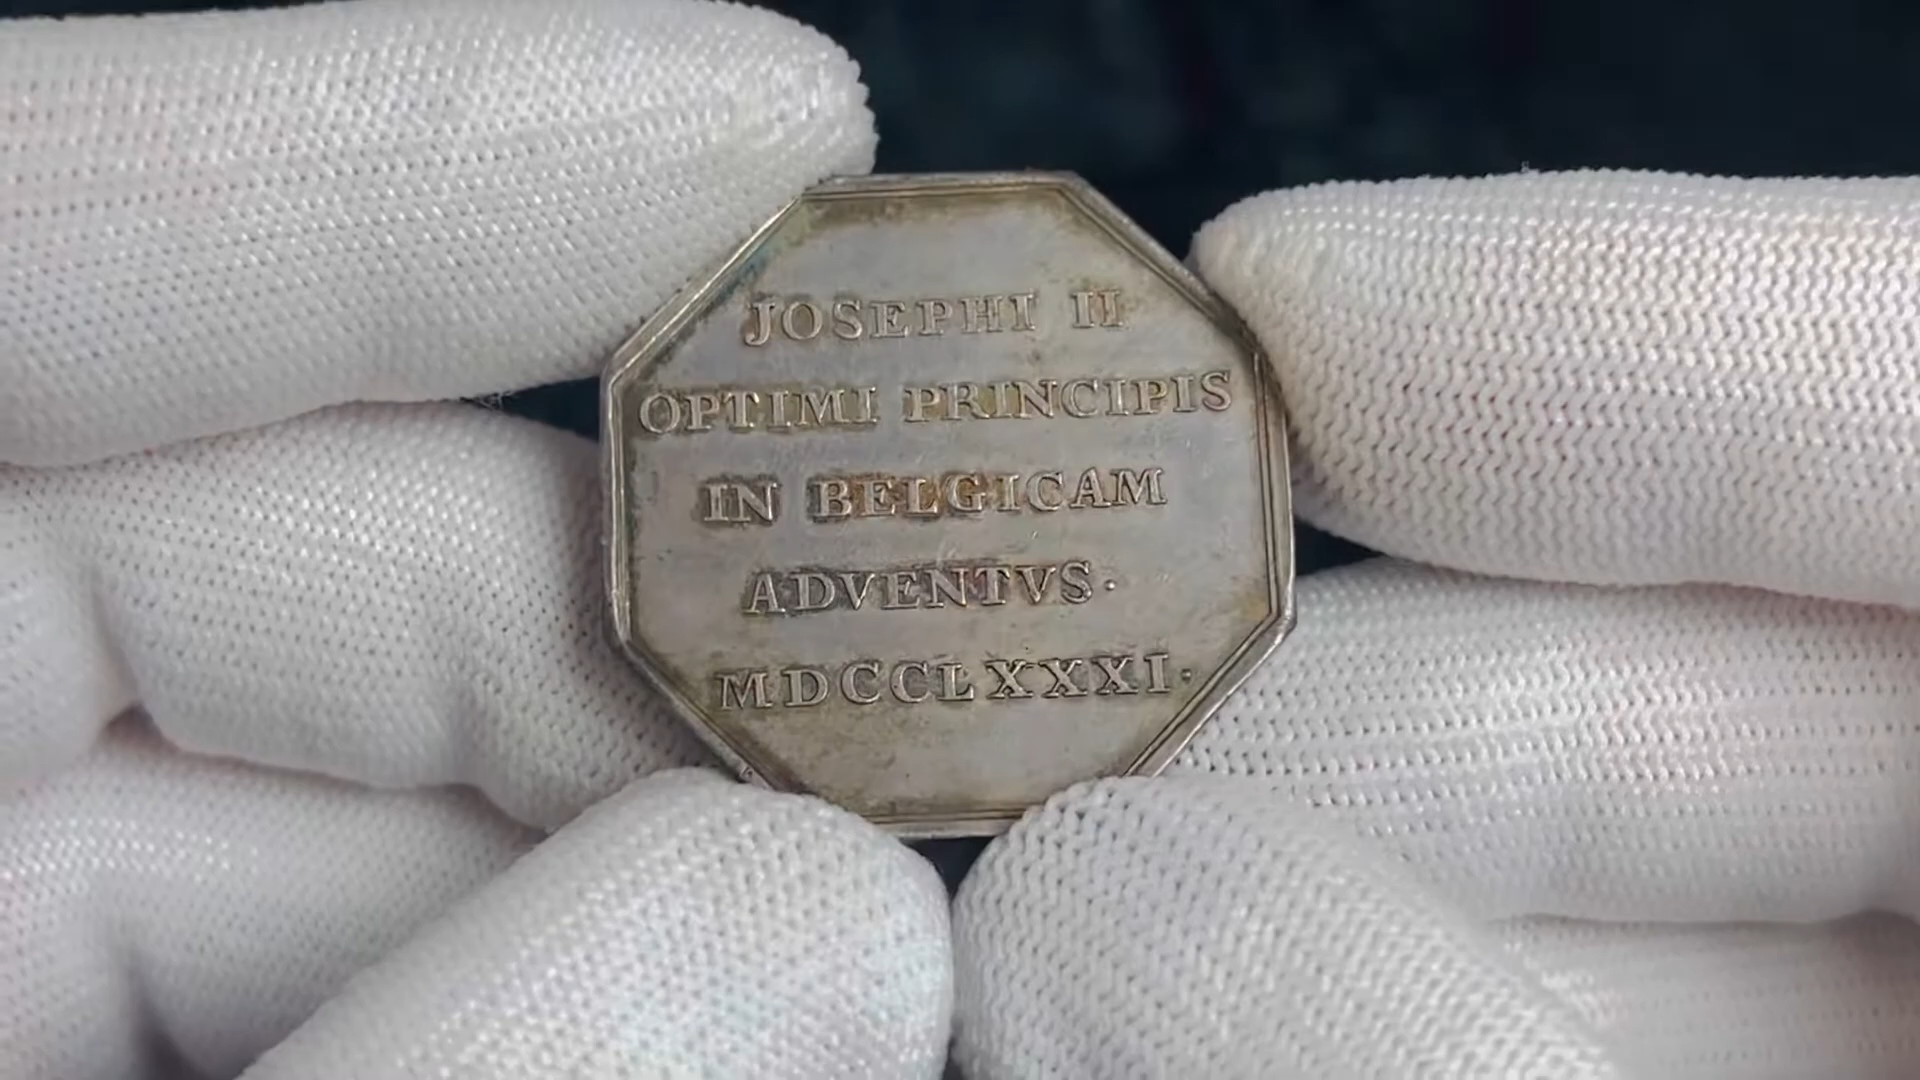 JOSEPHI II
OPTIMI PRINCIPIS
IN BELGICAM
ADVENTVS·
MDCCLXXXI·